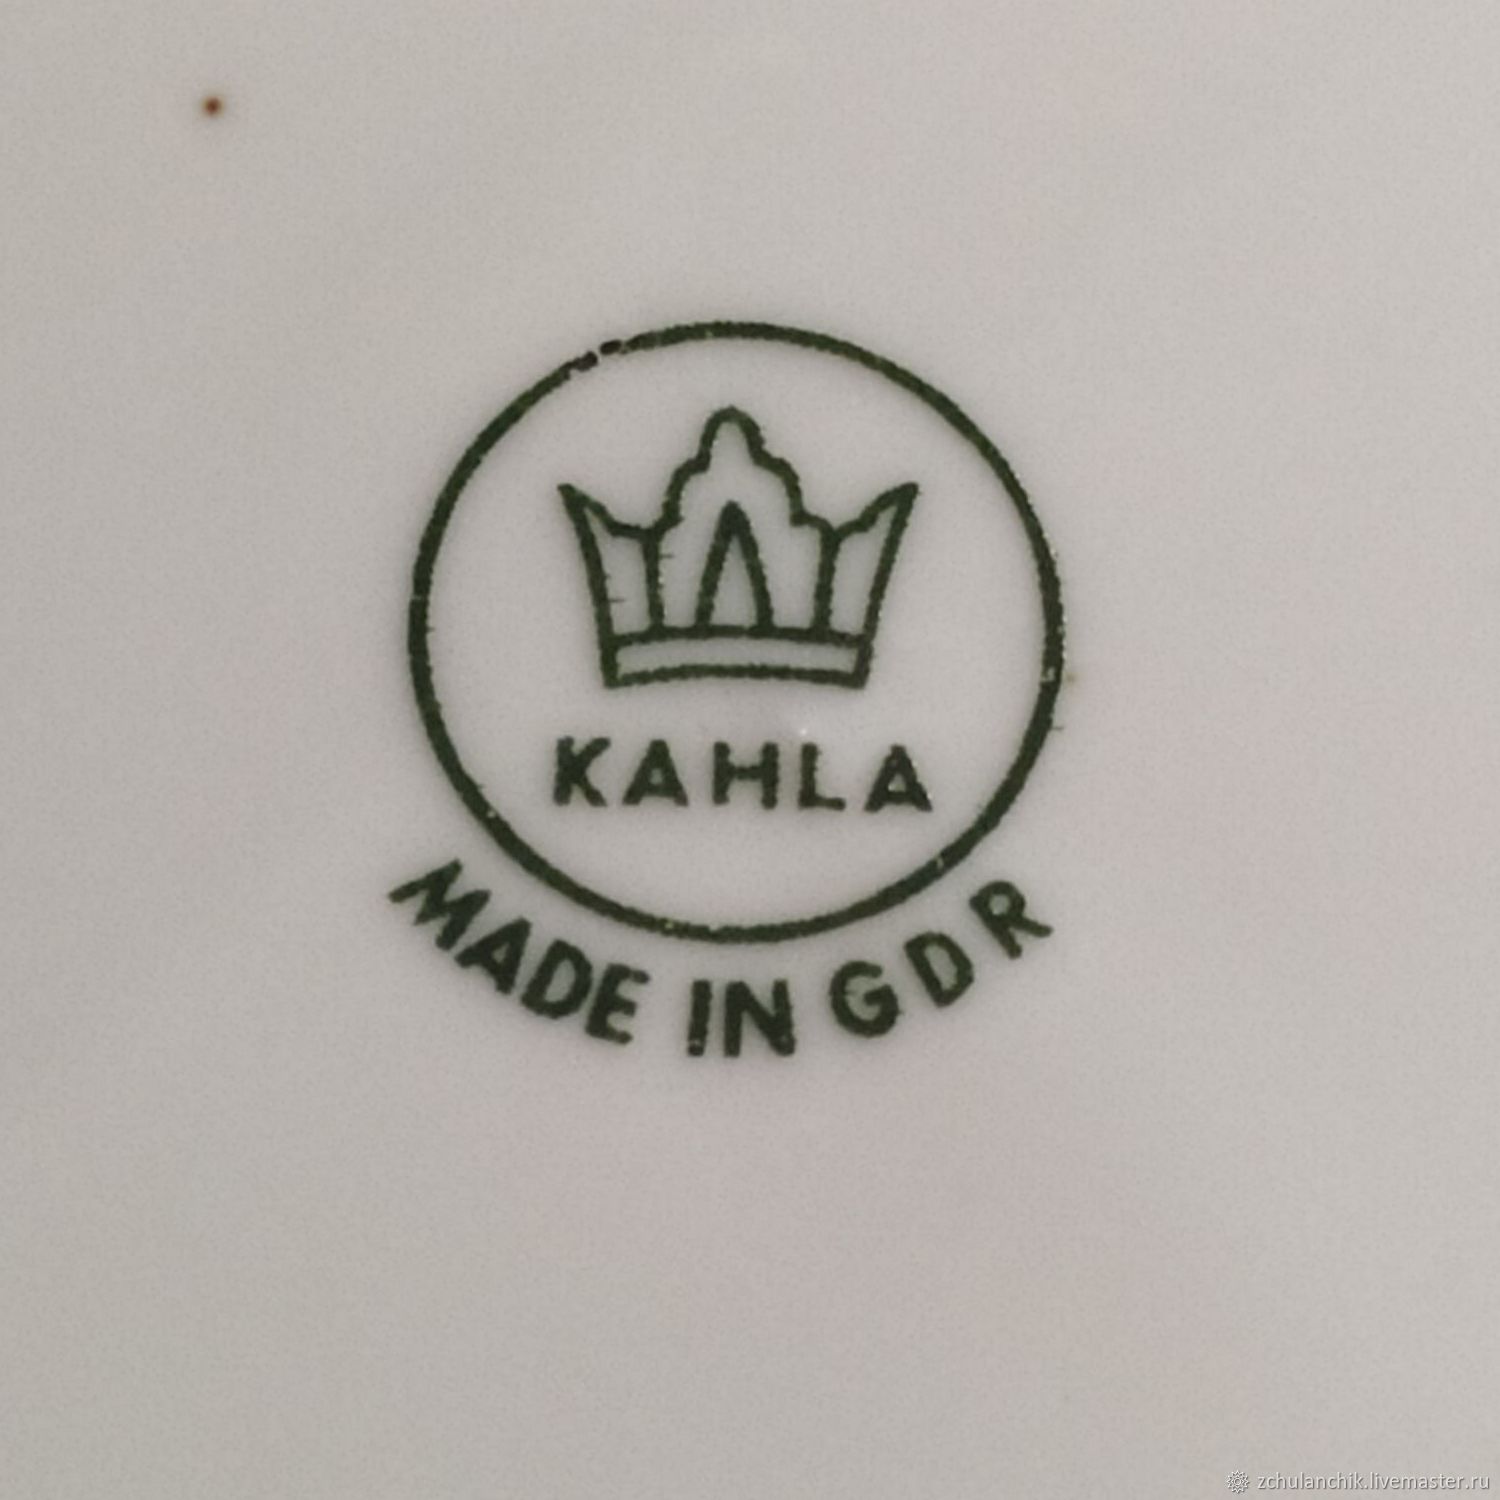 KAHLA
MADE IN GDR
zchulanchik.livemaster.ru